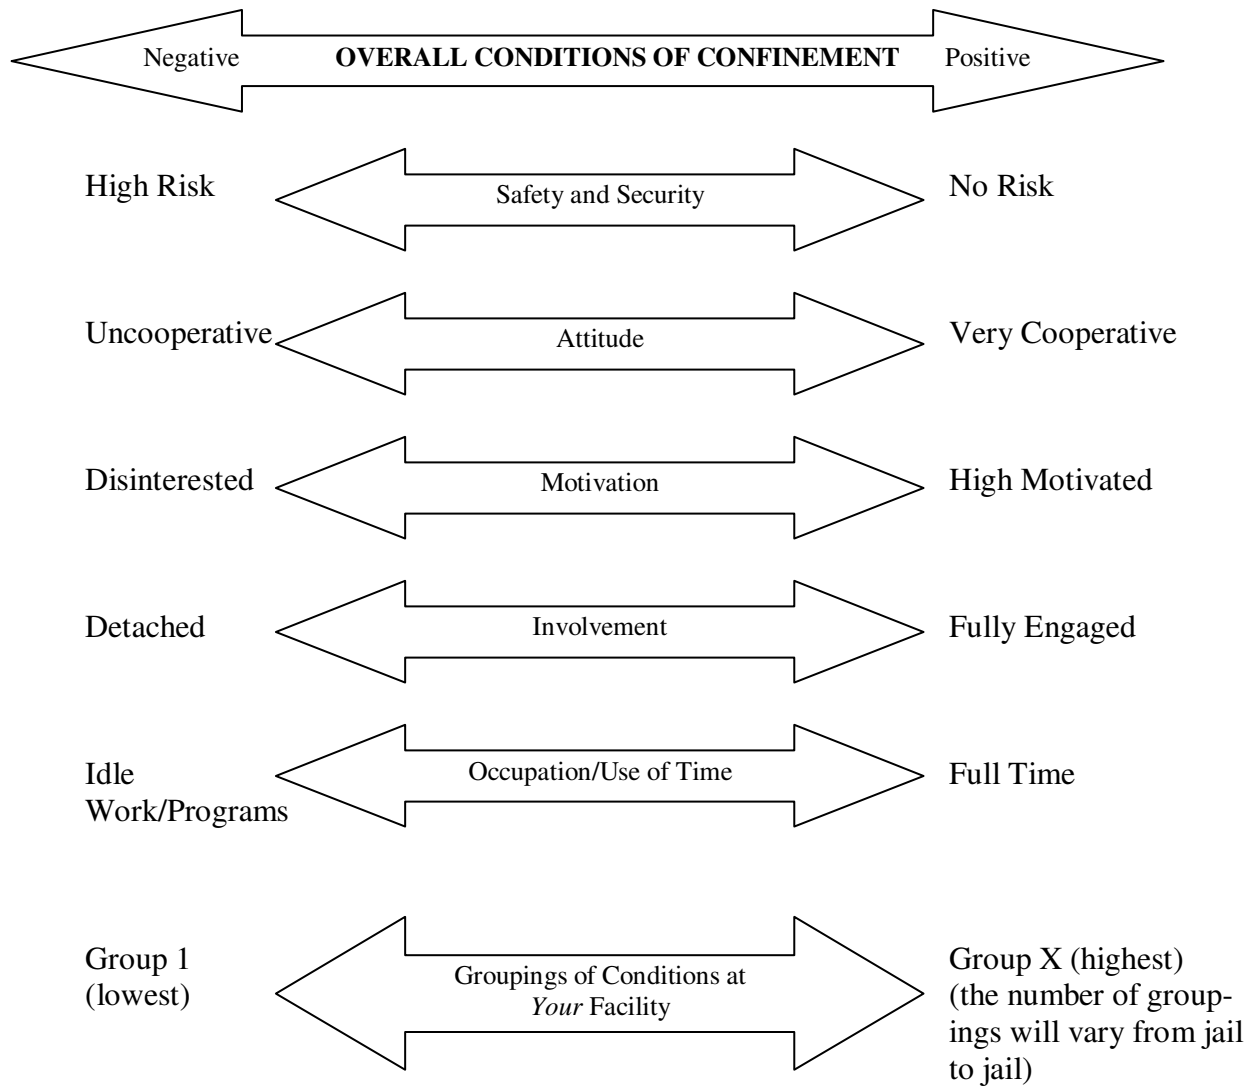 Negative OVERALL CONDITIONS OF CONFINEMENT Positive
High Risk Safety and Security No Risk
Uncooperative Attitude Very Cooperative
Disinterested Motivation High Motivated
Detached Involvement Fully Engaged
Idle Occupation/Use of Time Full Time
Work/Programs
Group 1 Groupings of Conditions at Group X (highest)
(lowest) Your Facility (the number of group-
ings will vary from jail
to jail)